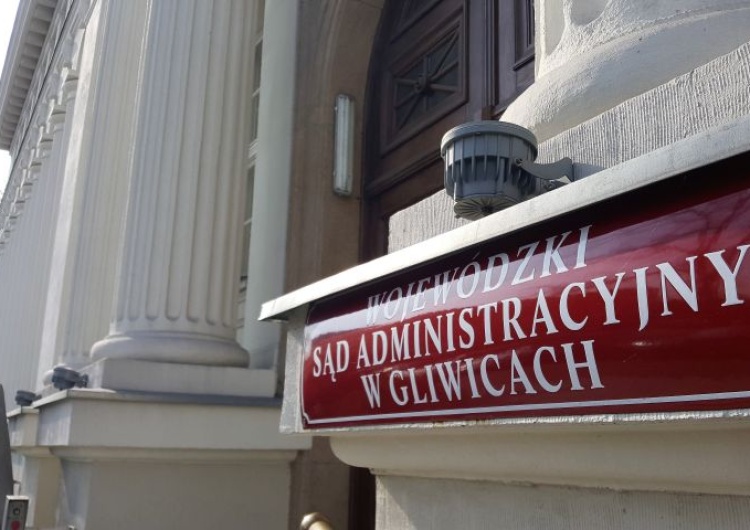 WOJEWÓDZKI
SĄD ADMINISTRACYJNY
W GLIWICACH
W